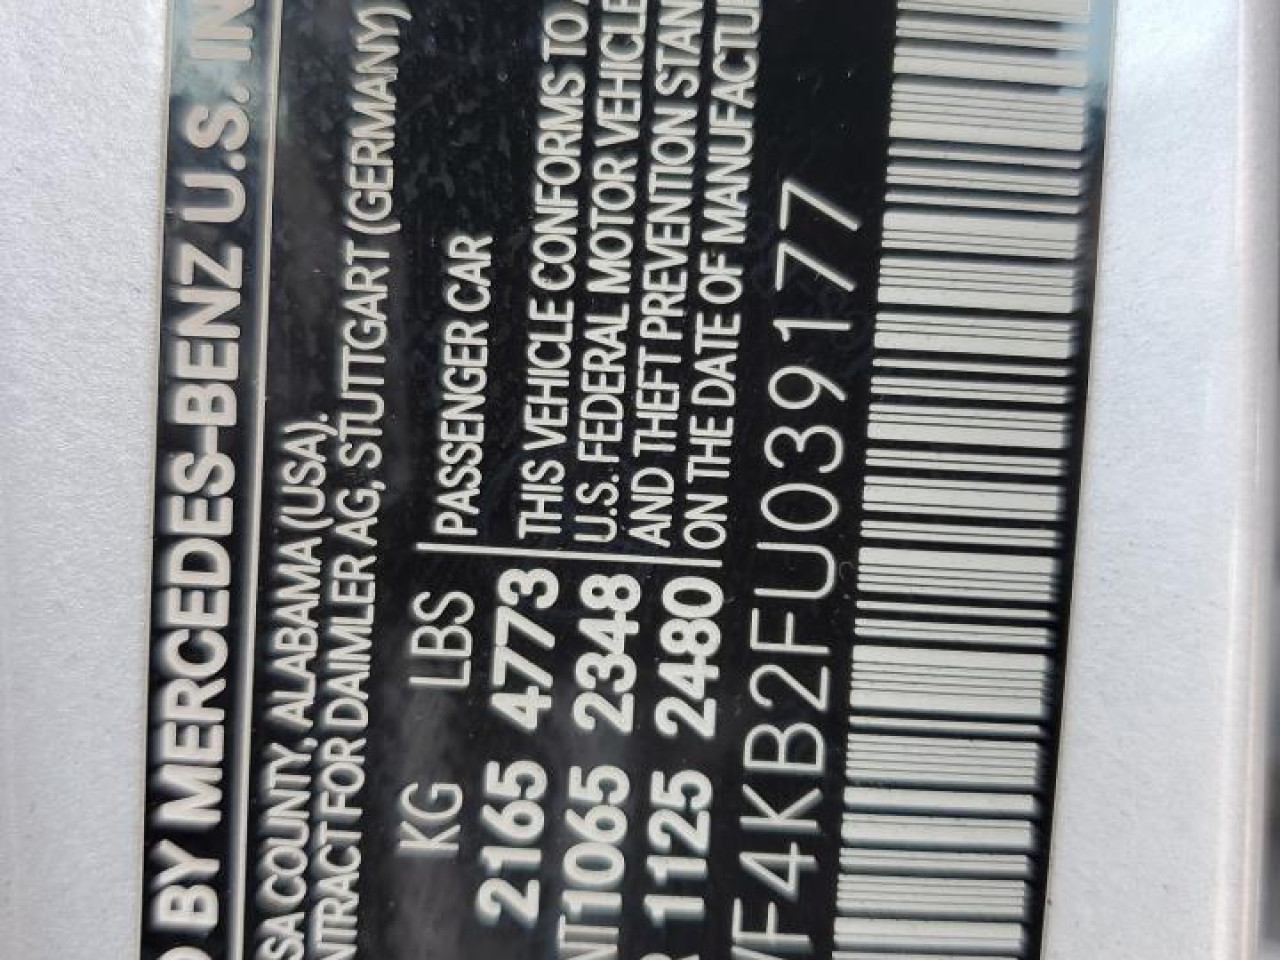 D BY MERCEDES-BENZ U.S. IN
SA COUNTY, ALABAMA (USA).
NTRACT FOR DAIMLER AG, STUTTGART (GERMANY)
KG LBS PASSENGER CAR
2165 4773 THIS VEHICLE CONFORMS TO A
NT 1065 2348 U.S. FEDERAL MOTOR VEHICLE
R 1125 2480 AND THEFT PREVENTION STAN
ON THE DATE OF MANUFACTU
F4KB2FU039177